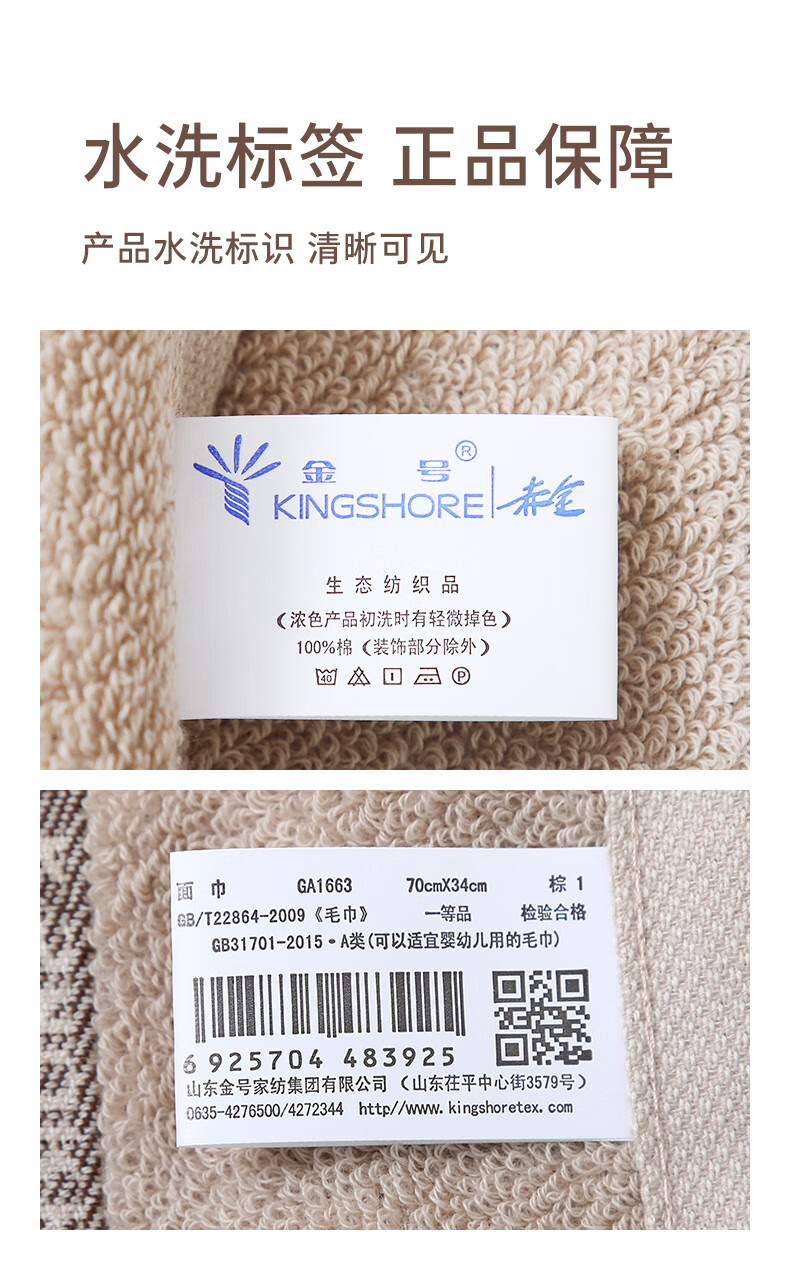 水洗标签 正品保障
产品水洗标识 清晰可见
金 号®
KINGSHORE
赤金
生态纺织品
（浓色产品初洗时有轻微掉色）
100%棉（装饰部分除外）
40 P
面 巾 GA1663 70cmX34cm 棕 1
GB/T22864-2009《毛巾》 一等品 检验合格
GB31701-2015·A类(可以适宜婴幼儿用的毛巾)
6 925704 483925
山东金号家纺集团有限公司（山东茌平中心街3579号）
0635-4276500/4272344 http//www.kingshoretex.com